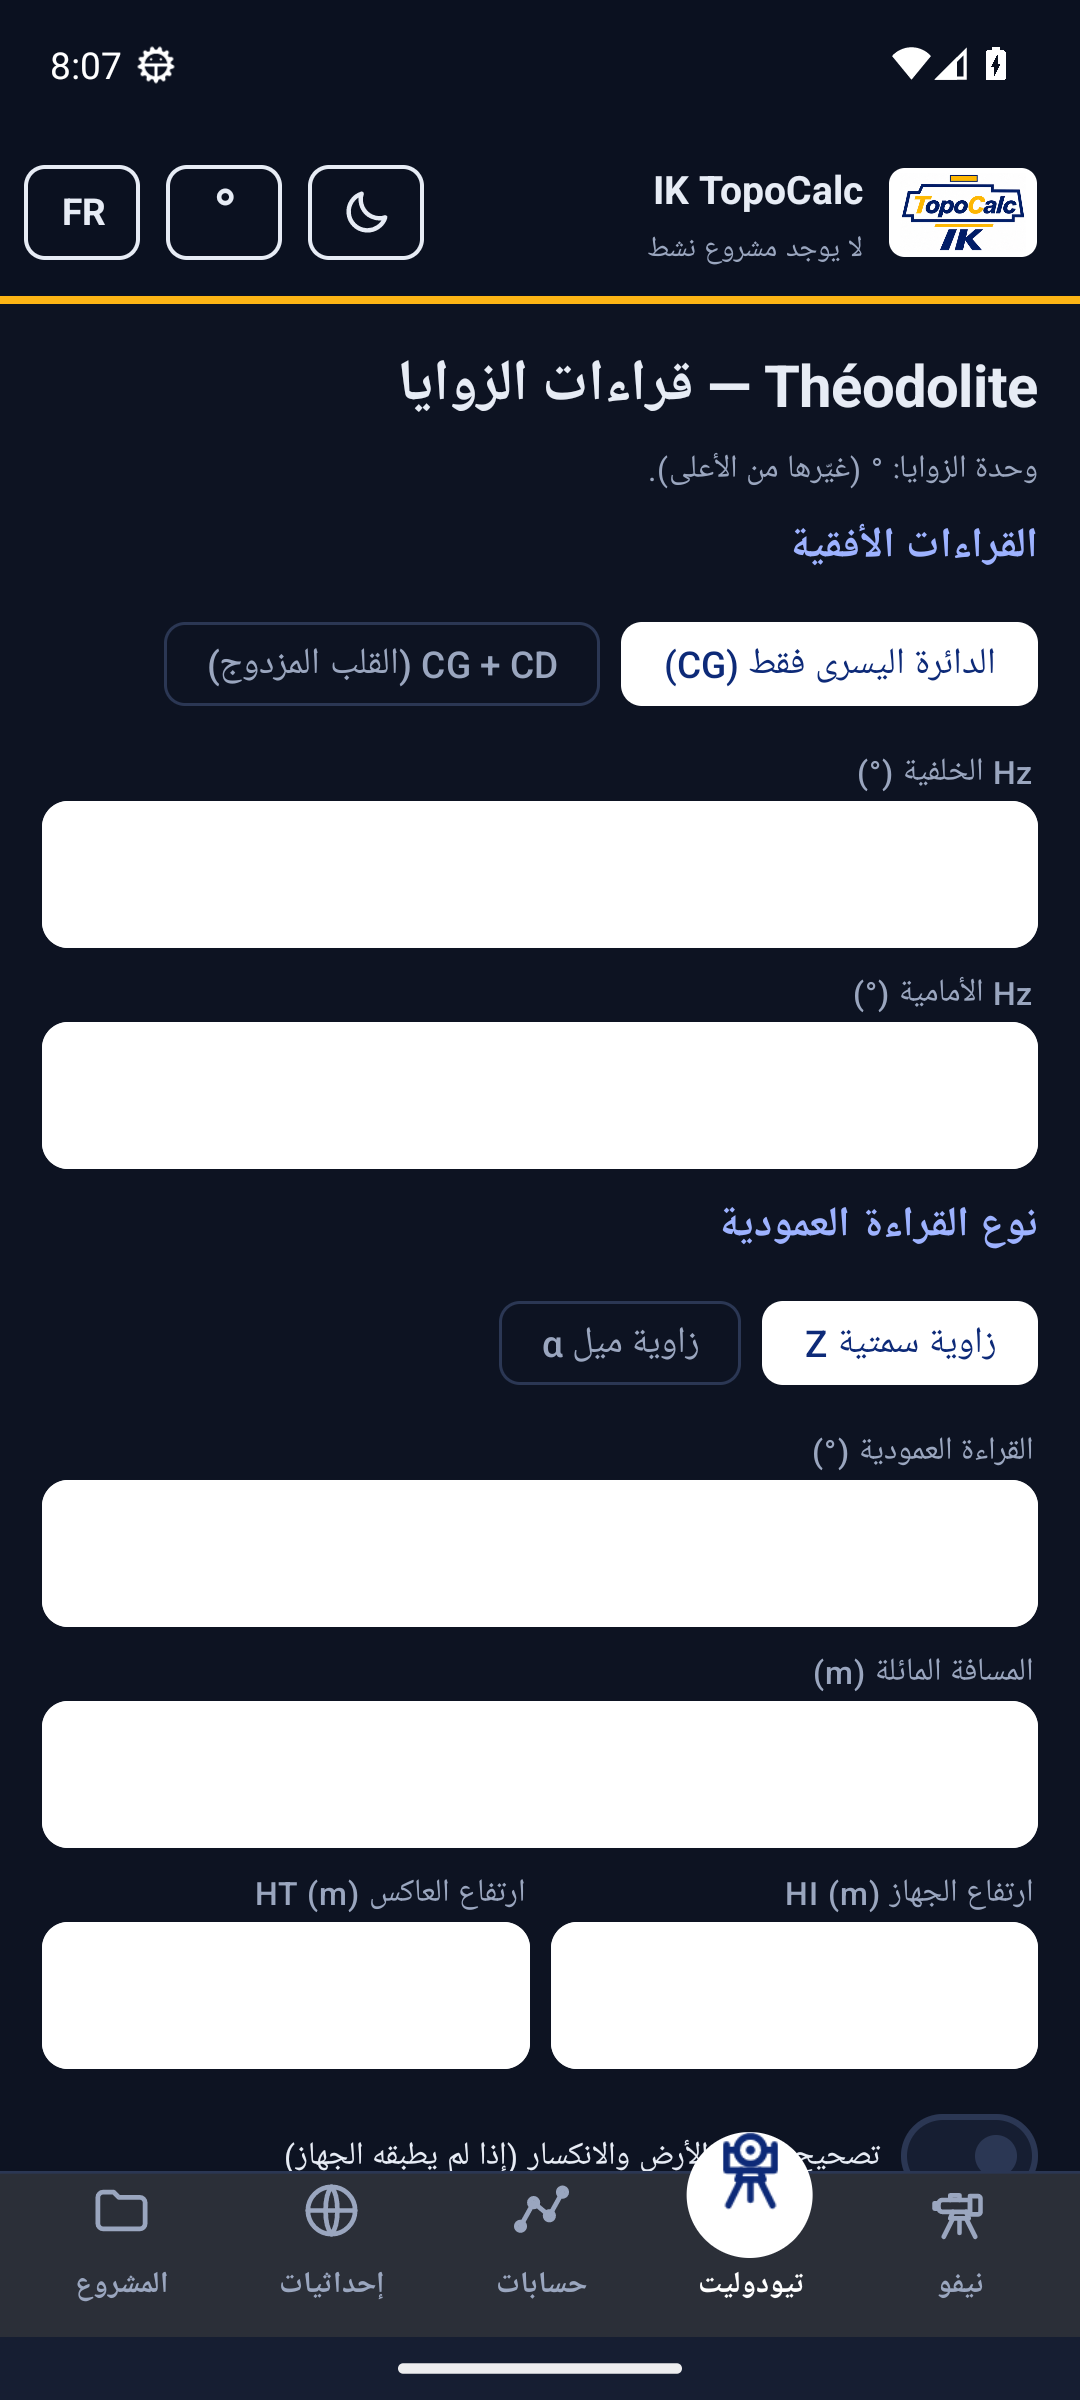 8:07
IK TopoCalc
TopoCalc
IK
لا يوجد مشروع نشط
°
FR
Théodolite — قراءات الزوايا
وحدة الزوايا: ° (غيّرها من الأعلى).
القراءات الأفقية
الدائرة اليسرى فقط (CG)
CG + CD (القلب المزدوج)
Hz الخلفية (°)
Hz الأمامية (°)
نوع القراءة العمودية
زاوية سمتية Z
زاوية ميل α
القراءة العمودية (°)
المسافة المائلة (m)
ارتفاع الجهاز HI (m)
ارتفاع العاكس HT (m)
تصحيح الأرض والانكسار (إذا لم يطبقه الجهاز)
نيفو
تيودوليت
حسابات
إحداثيات
المشروع